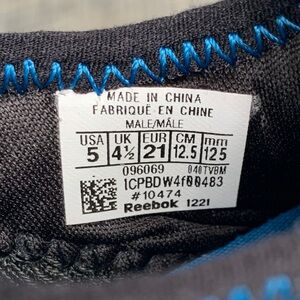 MADE IN CHINA
FABRIQUÉ EN CHINE
MALE/MÂLE
USA UK EUR CM mm
5 4½ 21 12.5 125
096069 040TVBM
1CPBDW4f00483
#10474
Reebok 1221